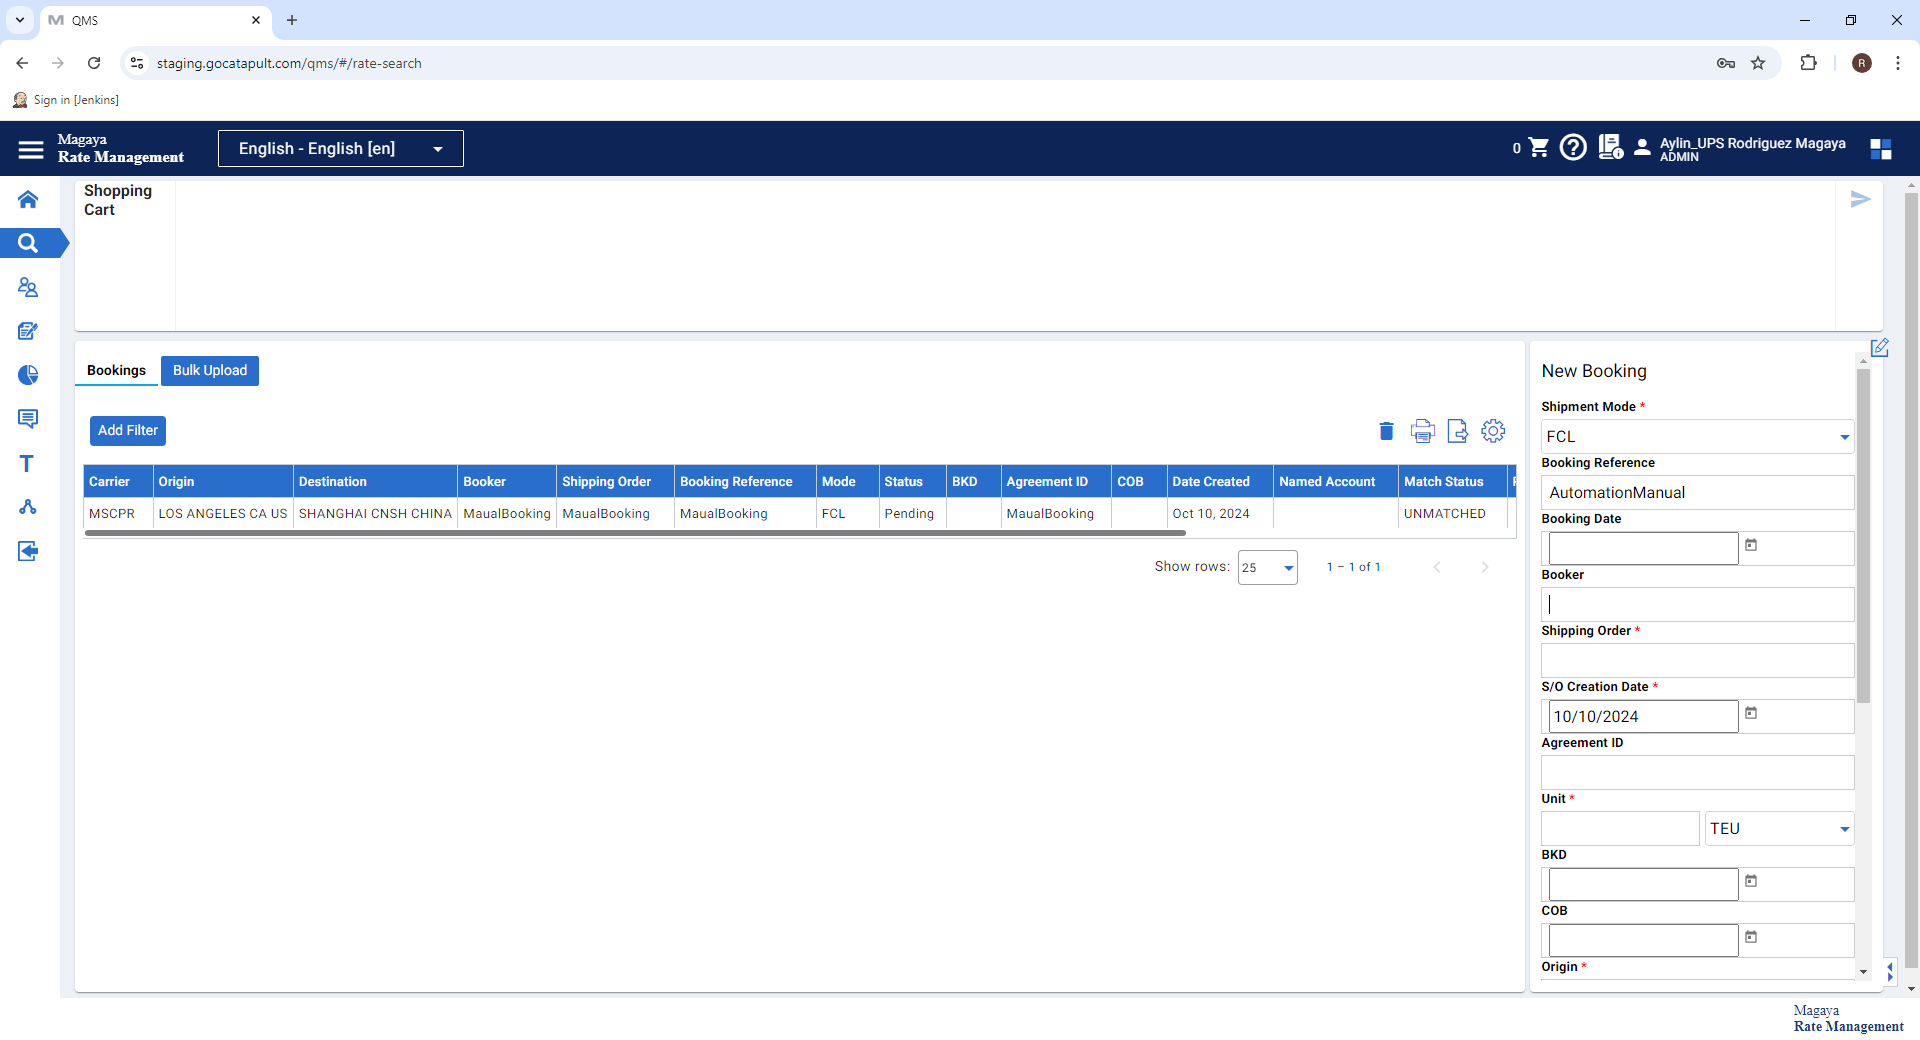 QMS
staging.gocatapult.com/qms/#/rate-search
R
Sign in [Jenkins]
Magaya
Rate Management
English - English [en]
0
Aylin_UPS Rodriguez Magaya
ADMIN
Shopping
Cart
Bookings
Bulk Upload
Add Filter
Carrier Origin Destination Booker Shipping Order Booking Reference Mode Status BKD Agreement ID COB Date Created Named Account Match Status
MSCPR LOS ANGELES CA US SHANGHAI CNSH CHINA MaualBooking MaualBooking MaualBooking FCL Pending MaualBooking Oct 10, 2024 UNMATCHED
Show rows: 25 1 – 1 of 1
New Booking
Shipment Mode *
FCL
Booking Reference
AutomationManual
Booking Date
Booker
Shipping Order *
S/O Creation Date *
10/10/2024
Agreement ID
Unit *
TEU
BKD
COB
Origin *
T
Magaya
Rate Management